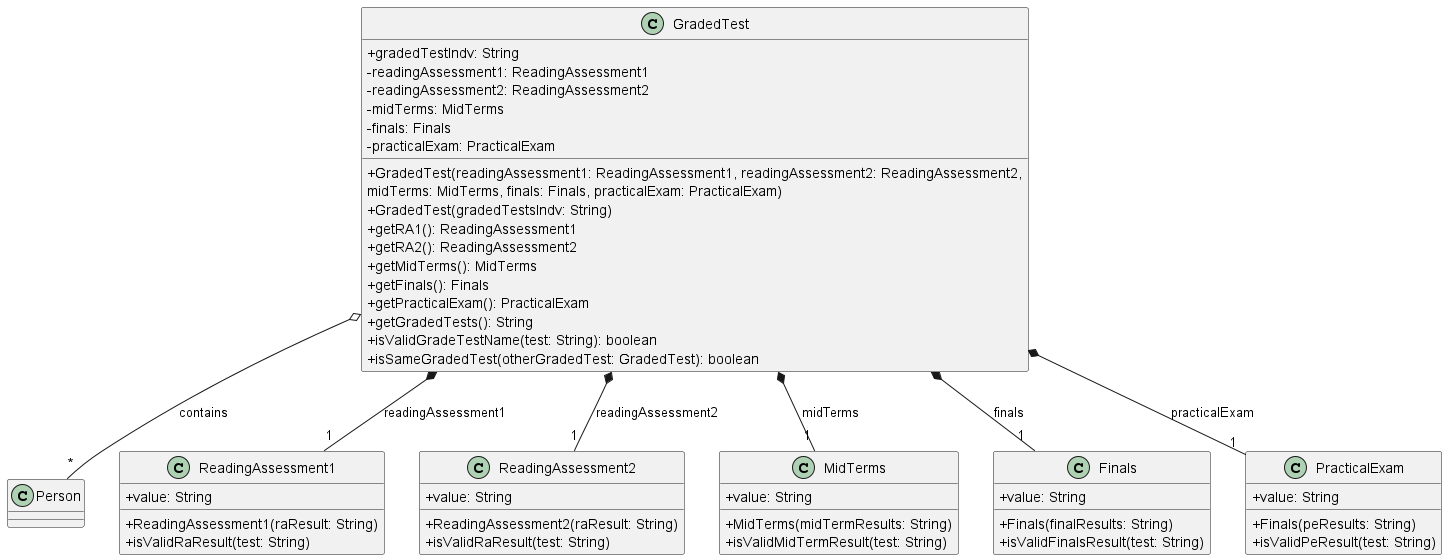 C GradedTest
+gradedTestIndv: String
-readingAssessment1: ReadingAssessment1
-readingAssessment2: ReadingAssessment2
-midTerms: MidTerms
-finals: Finals
-practicalExam: PracticalExam
+GradedTest(readingAssessment1: ReadingAssessment1, readingAssessment2: ReadingAssessment2,
midTerms: MidTerms, finals: Finals, practicalExam: PracticalExam)
+GradedTest(gradedTestsIndv: String)
+getRA1(): ReadingAssessment1
+getRA2(): ReadingAssessment2
+getMidTerms(): MidTerms
+getFinals(): Finals
+getPracticalExam(): PracticalExam
+getGradedTests(): String
+isValidGradeTestName(test: String): boolean
+isSameGradedTest(otherGradedTest: GradedTest): boolean
contains
readingAssessment1
readingAssessment2
midTerms
finals
practicalExam
*
1
1
1
1
1
C Person
C ReadingAssessment1
+value: String
+ReadingAssessment1(raResult: String)
+isValidRaResult(test: String)
C ReadingAssessment2
+value: String
+ReadingAssessment2(raResult: String)
+isValidRaResult(test: String)
C MidTerms
+value: String
+MidTerms(midTermResults: String)
+isValidMidTermResult(test: String)
C Finals
+value: String
+Finals(finalResults: String)
+isValidFinalsResult(test: String)
C PracticalExam
+value: String
+Finals(peResults: String)
+isValidPeResult(test: String)